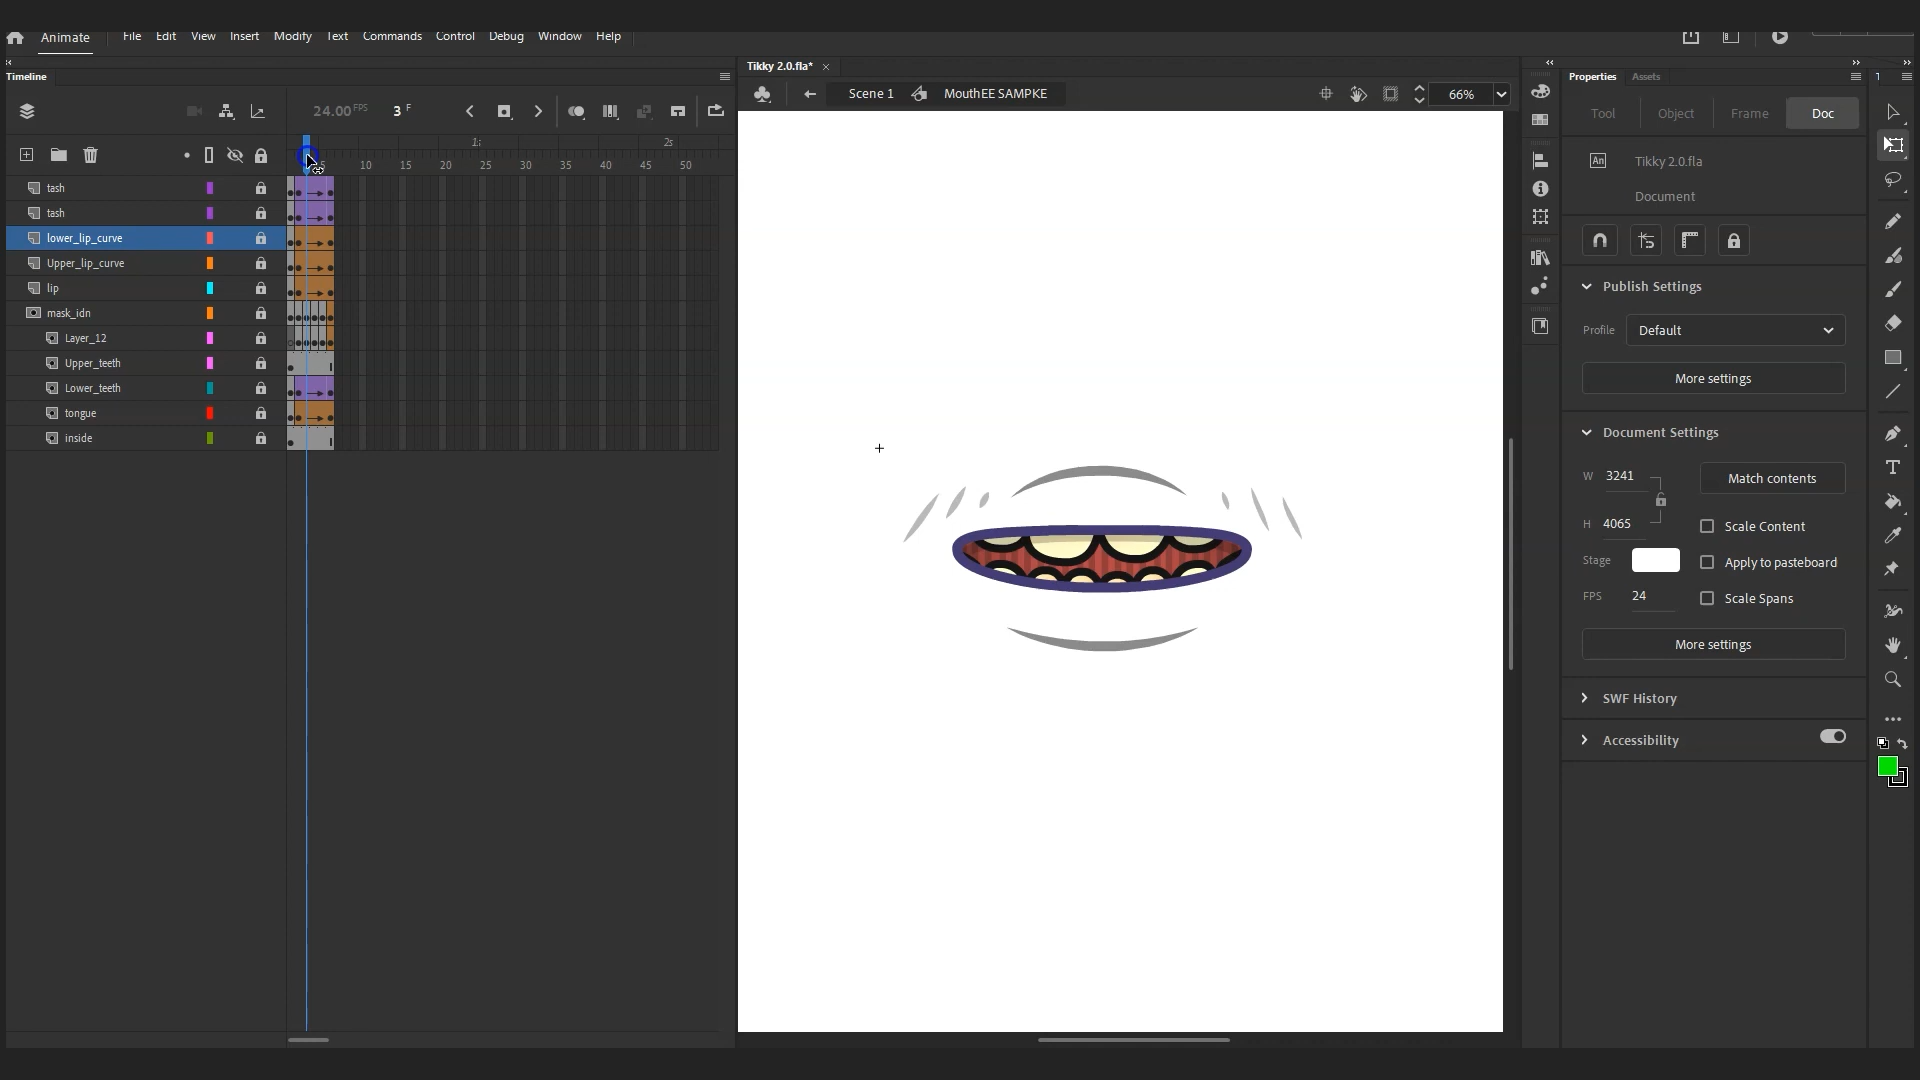 Animate File Edit View Insert Modify Text Commands Control Debug Window Help
Timeline
Tikky 2.0.fla* ×
Properties Assets
24.00 FPS 3 F
Scene 1 MouthEE SAMPKE 66%
Tool Object Frame Doc
1s 2s
10 15 20 25 30 35 40 45 50
An Tikky 2.0.fla
Document
tash
tash
lower_lip_curve
Upper_lip_curve
lip
mask_idn
Layer_12
Upper_teeth
Lower_teeth
tongue
inside
Publish Settings
Profile Default
More settings
Document Settings
W 3241 Match contents
H 4065 Scale Content
Stage Apply to pasteboard
FPS 24 Scale Spans
More settings
SWF History
Accessibility